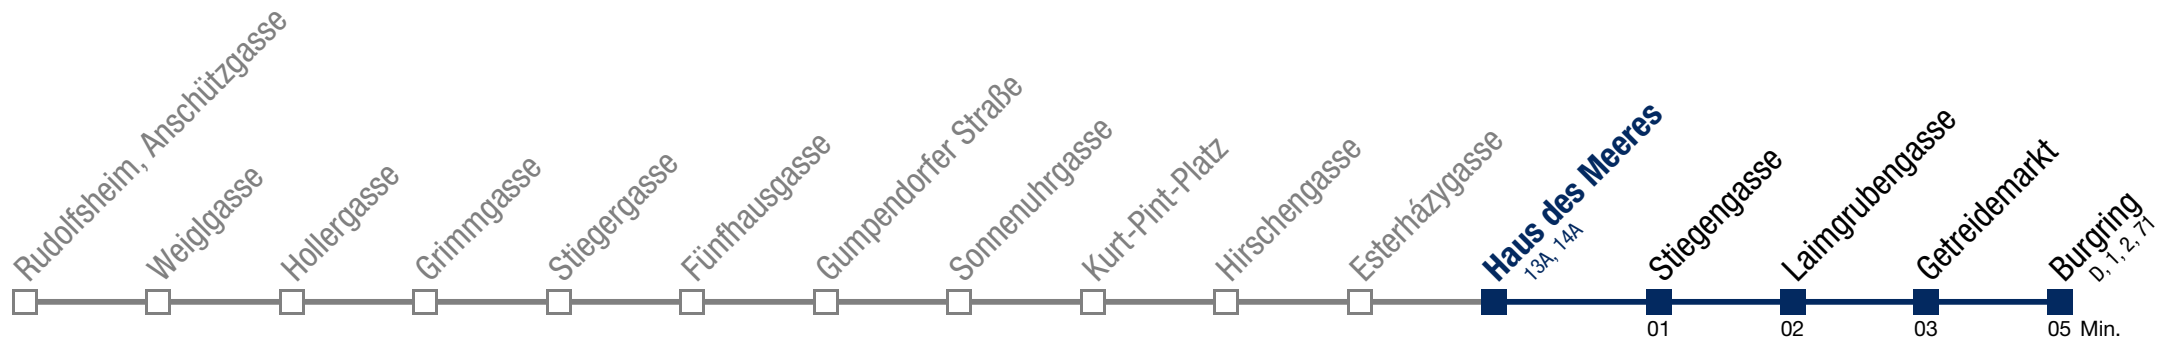 Rudolfsheim, Anschützgasse
Weiglgasse
Hollergasse
Grimmgasse
Stiegergasse
Fünfhausgasse
Gumpendorfer Straße
Sonnenuhrgasse
Kurt-Pint-Platz
Hirschengasse
Esterházygasse
Haus des Meeres
13A, 14A
Stiegengasse
Laimgrubengasse
Getreidemarkt
Burgring
D, 1, 2, 71
01 02 03 05 Min.